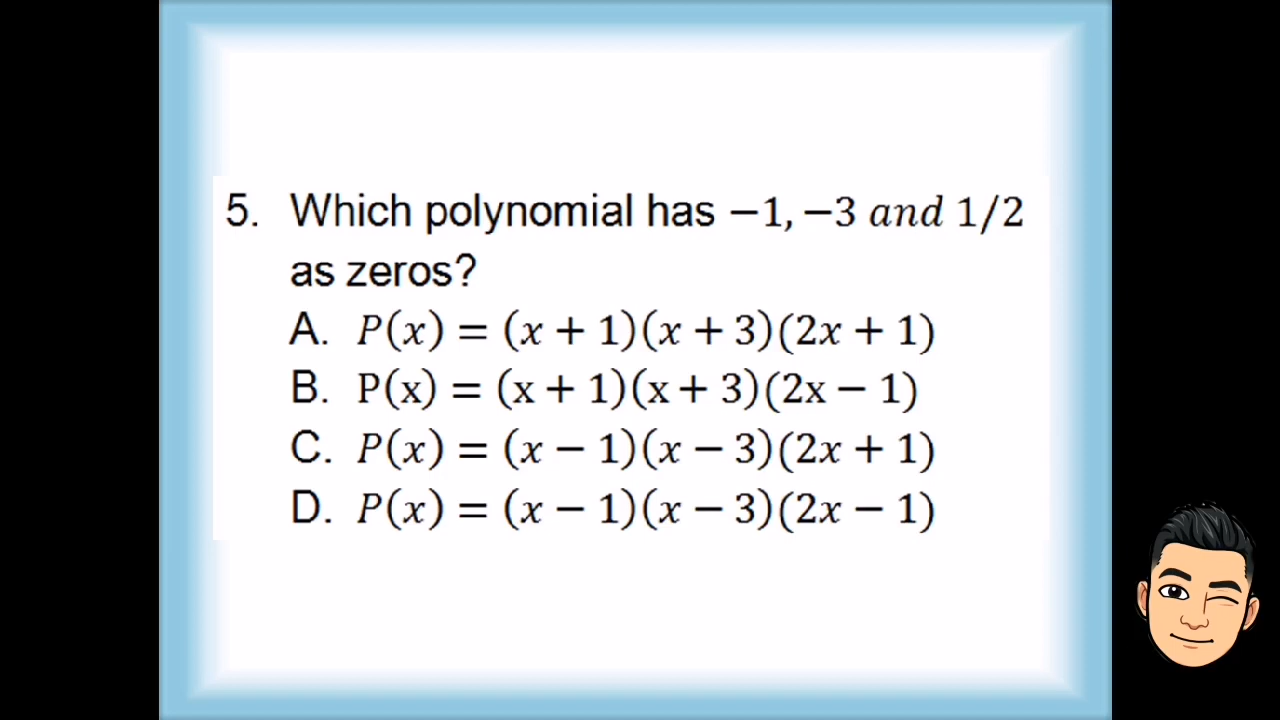 5. Which polynomial has −1, −3 and 1/2
as zeros?
A. P(x) = (x + 1)(x + 3)(2x + 1)
B. P(x) = (x + 1)(x + 3)(2x − 1)
C. P(x) = (x − 1)(x − 3)(2x + 1)
D. P(x) = (x − 1)(x − 3)(2x − 1)